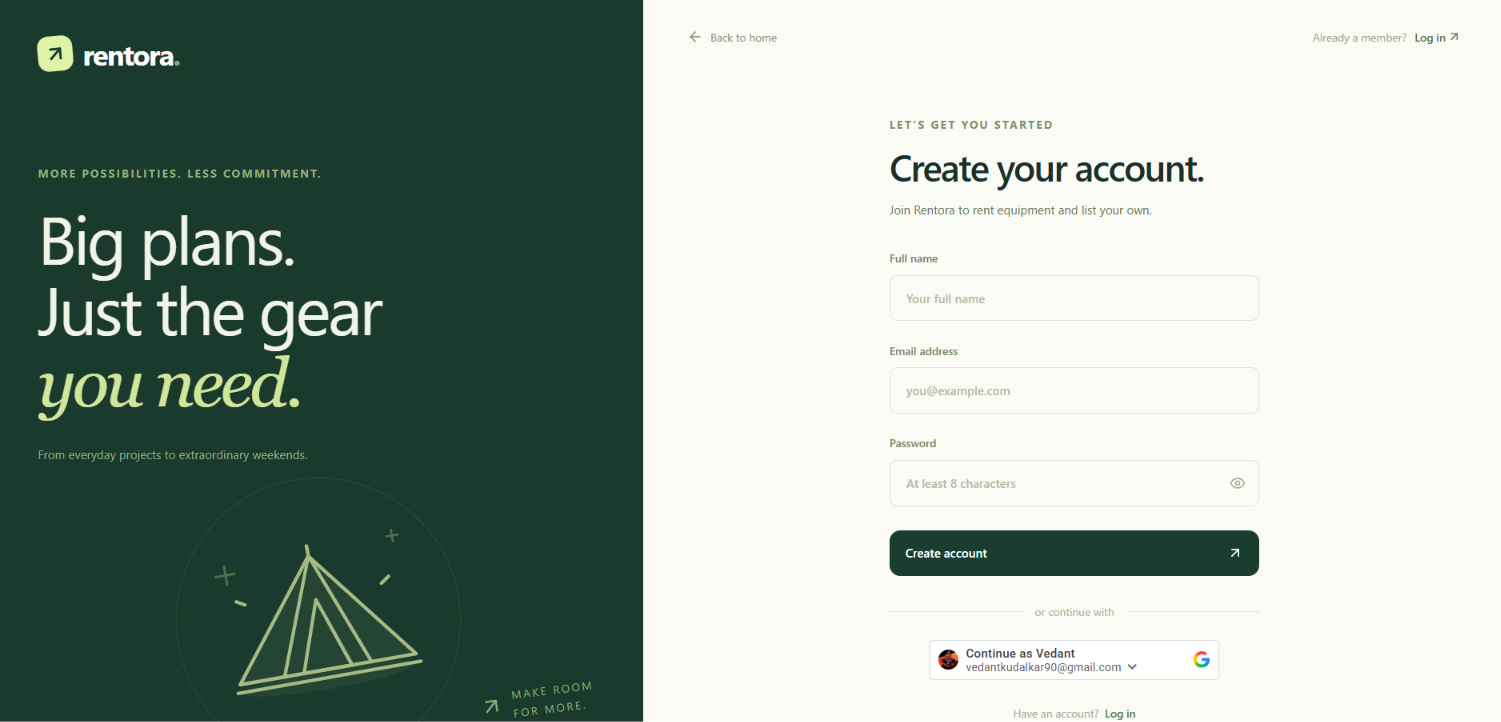 rentora.
MORE POSSIBILITIES. LESS COMMITMENT.
Big plans.
Just the gear
you need.
From everyday projects to extraordinary weekends.
MAKE ROOM
FOR MORE.
Back to home
Already a member? Log in
LET'S GET YOU STARTED
Create your account.
Join Rentora to rent equipment and list your own.
Full name
Your full name
Email address
you@example.com
Password
At least 8 characters
Create account
or continue with
Continue as Vedant
vedantkudalkar90@gmail.com
Have an account? Log in